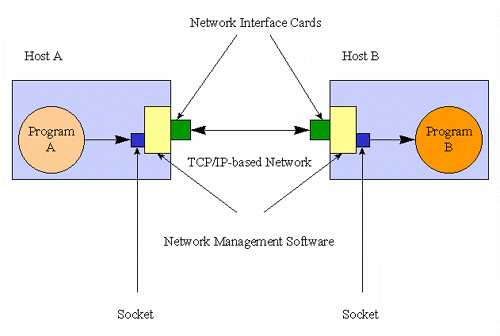 Network Interface Cards
Host A
Host B
Program
A
Program
B
TCP/IP-based Network
Network Management Software
Socket
Socket